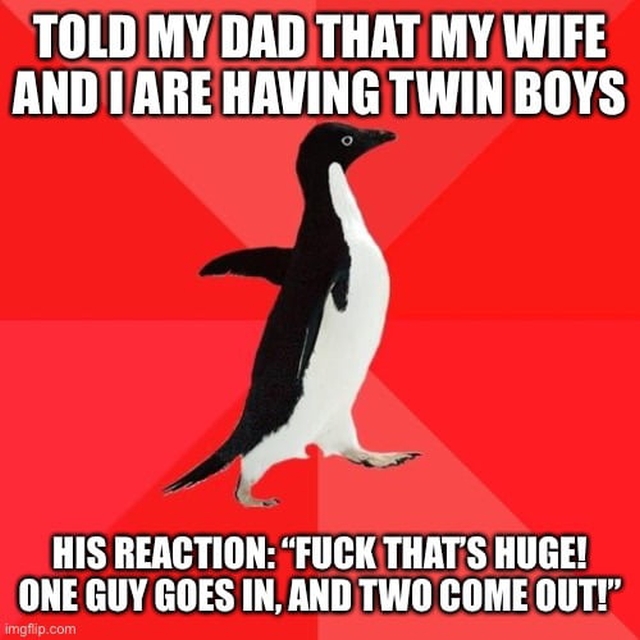 TOLD MY DAD THAT MY WIFE
AND I ARE HAVING TWIN BOYS
HIS REACTION: “FUCK THAT’S HUGE!
ONE GUY GOES IN, AND TWO COME OUT!”
imgflip.com